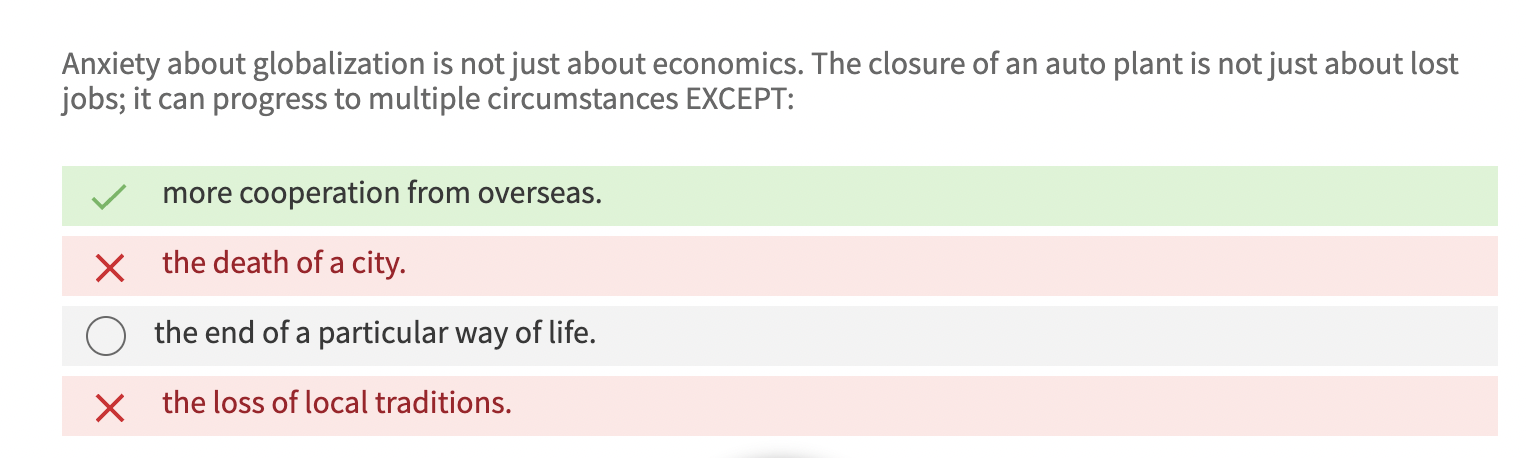 Anxiety about globalization is not just about economics. The closure of an auto plant is not just about lost
jobs; it can progress to multiple circumstances EXCEPT:
more cooperation from overseas.
the death of a city.
the end of a particular way of life.
the loss of local traditions.